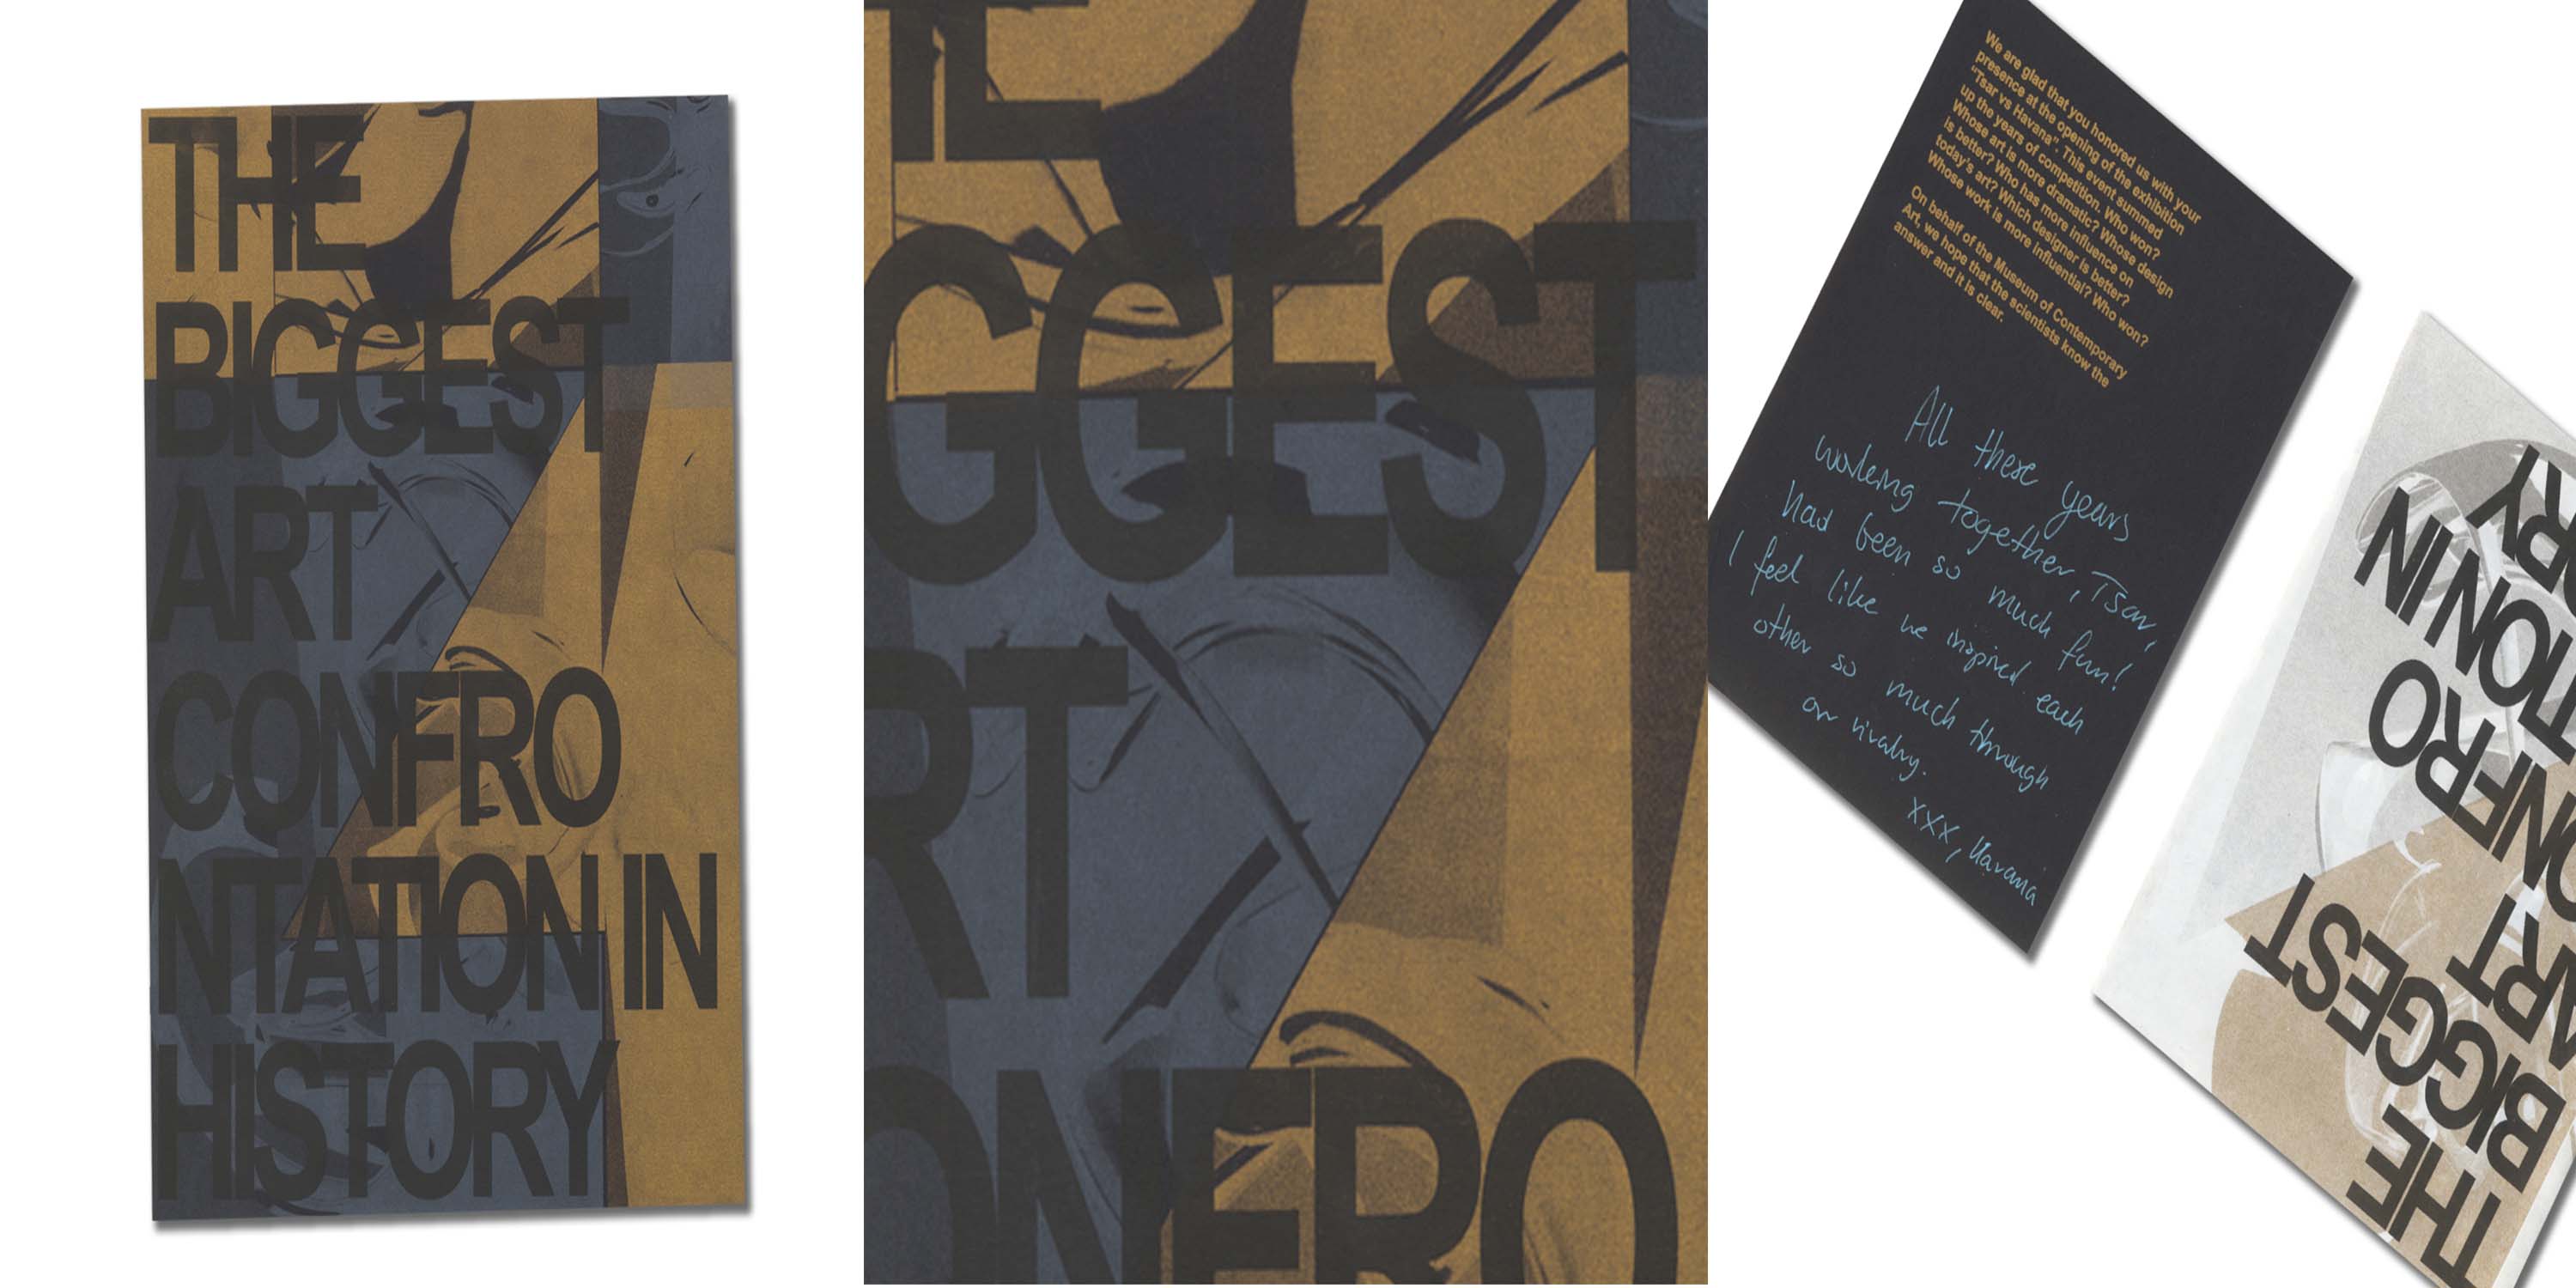 THE
BIGGEST
ART
CONFRO
NTATION IN
HISTORY
E
GGEST
RT
ONFRO
We are glad that you honored us with your
presence at the opening of the exhibition
"Tsar vs Havana". This event summed
up the years of competition. Who won?
Whose art is more dramatic? Whose design
is better? Who has more influence on
today's art? Which designer is better?
Whose work is more influential? Who won?
On behalf of the Museum of Contemporary
Art, we hope that the scientists know the
answer and it is clear.
All these years
working together, Tsar,
had been so much fun!
I feel like we inspired each
other so much through
our rivalry.
xxx, Havana
THE
BIGGEST
ART
ONFRO
TION IN
RY